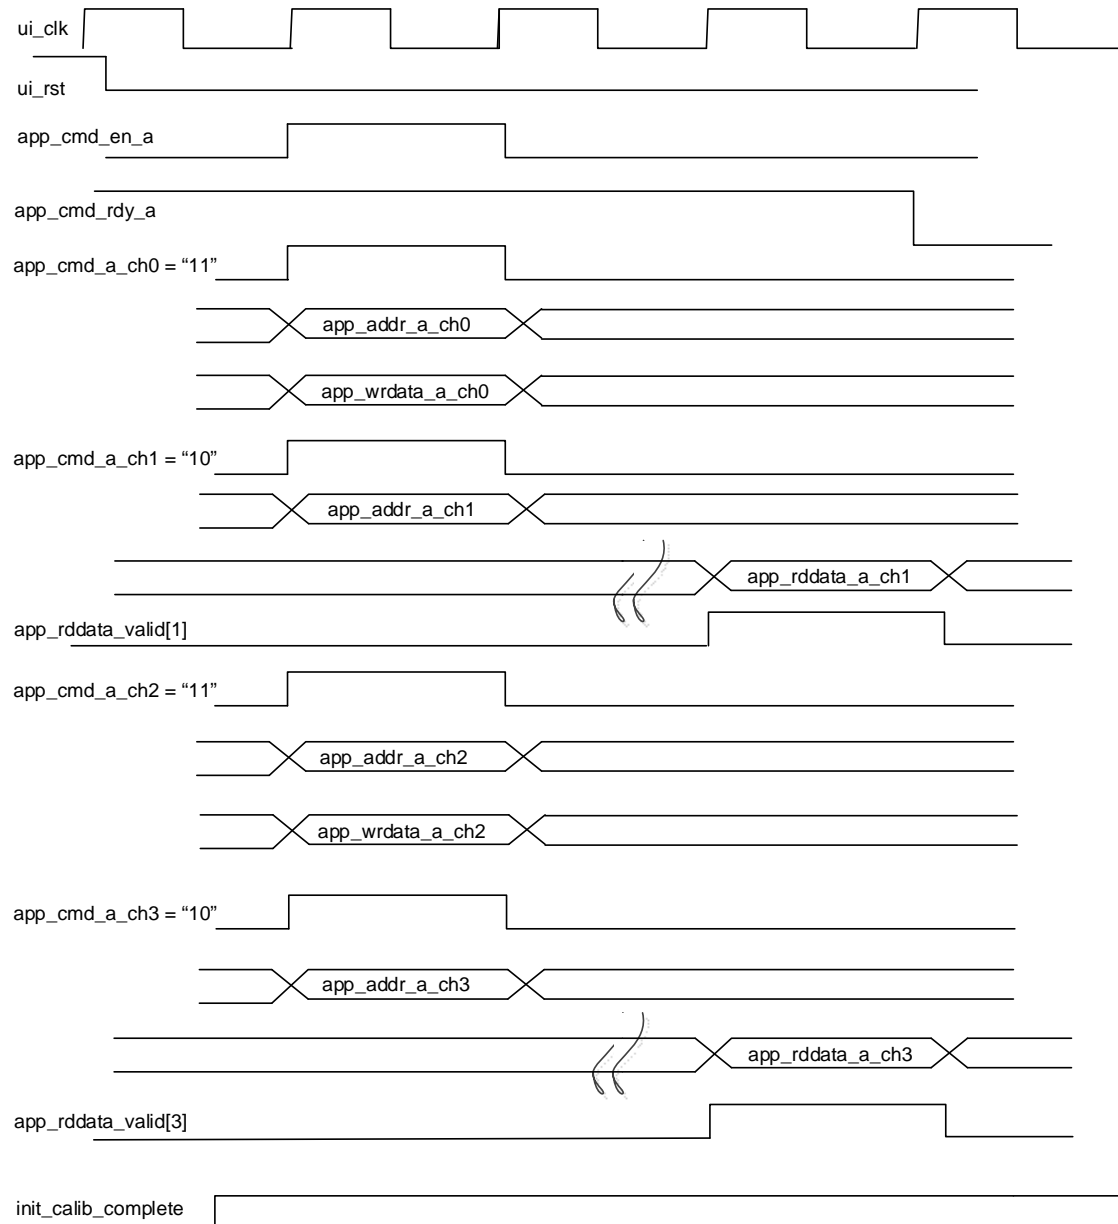 ui_clk
ui_rst
app_cmd_en_a
app_cmd_rdy_a
app_cmd_a_ch0 = “11”
app_addr_a_ch0
app_wrdata_a_ch0
app_cmd_a_ch1 = “10”
app_addr_a_ch1
app_rddata_a_ch1
app_rddata_valid[1]
app_cmd_a_ch2 = “11”
app_addr_a_ch2
app_wrdata_a_ch2
app_cmd_a_ch3 = “10”
app_addr_a_ch3
app_rddata_a_ch3
app_rddata_valid[3]
init_calib_complete